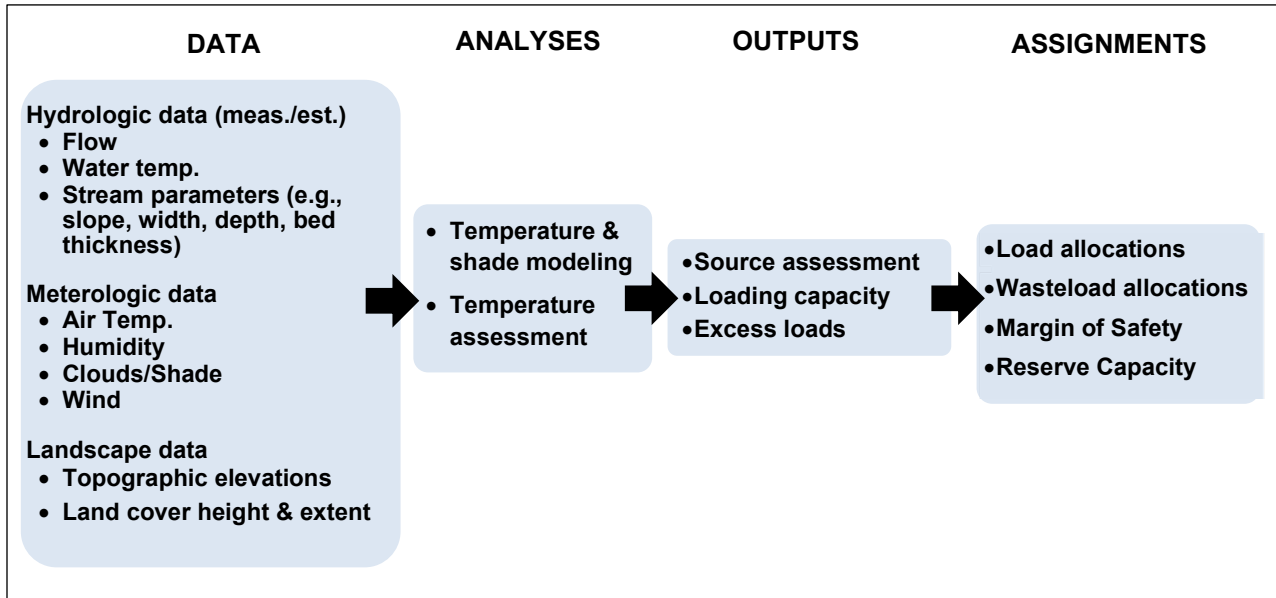 DATA
ANALYSES
OUTPUTS
ASSIGNMENTS
Hydrologic data (meas./est.)
• Flow
• Water temp.
• Stream parameters (e.g.,
slope, width, depth, bed
thickness)
Meterologic data
• Air Temp.
• Humidity
• Clouds/Shade
• Wind
Landscape data
• Topographic elevations
• Land cover height & extent
• Temperature &
shade modeling
• Temperature
assessment
•Source assessment
•Loading capacity
•Excess loads
•Load allocations
•Wasteload allocations
•Margin of Safety
•Reserve Capacity